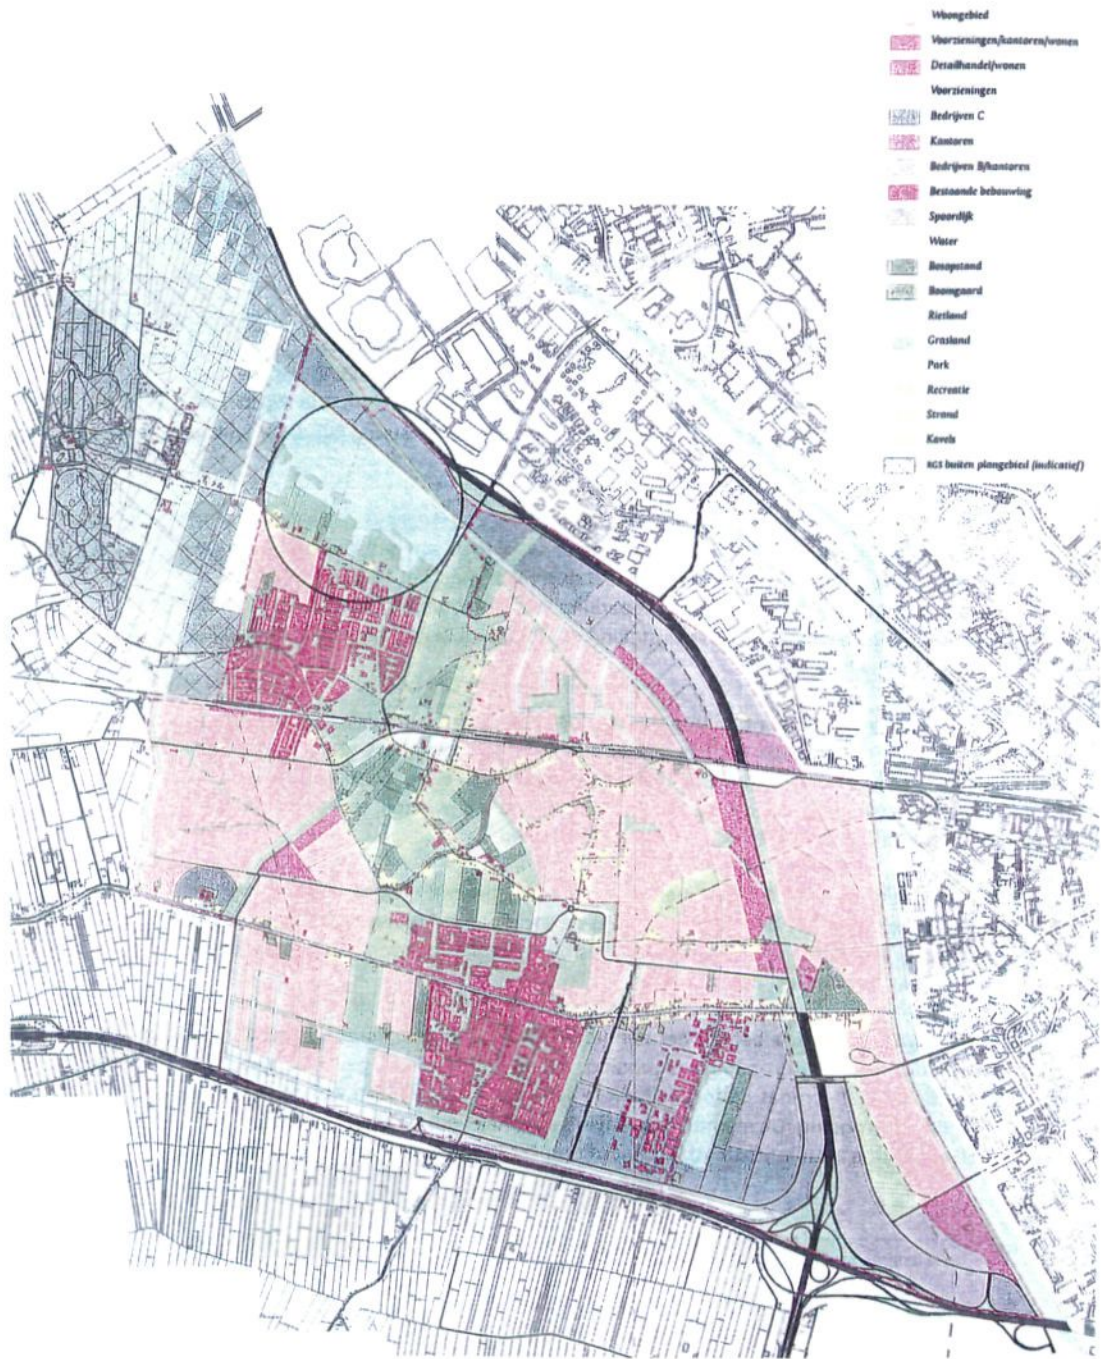 Woongebied
Voorzieningen/kantoren/wonen
Detailhandel/wonen
Voorzieningen
Bedrijven C
Kantoren
Bedrijven B/kantoren
Bestaande bebouwing
Spoordijk
Water
Bosopstand
Boomgaard
Rietland
Grasland
Park
Recreatie
Strand
Kavels
RGS buiten plangebied (indicatief)